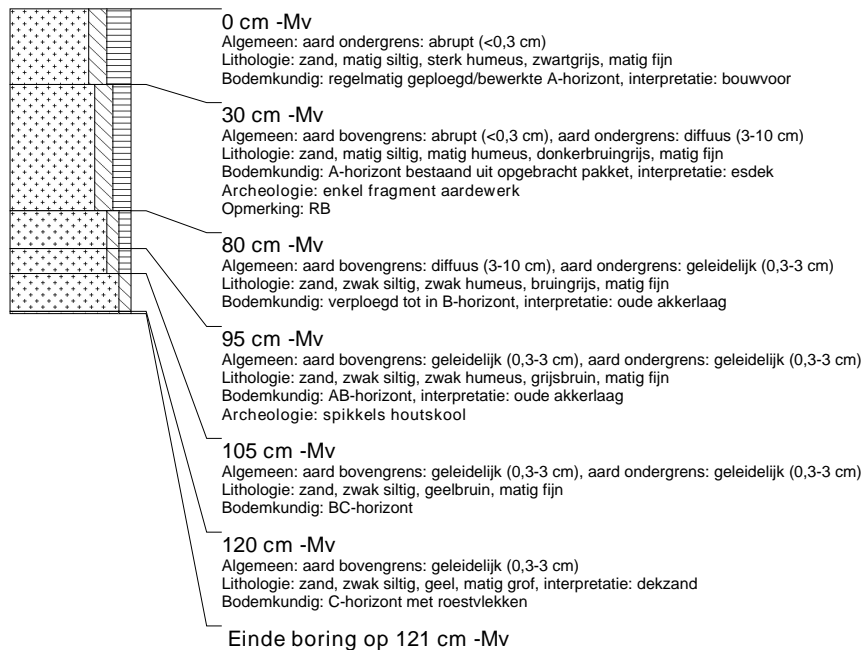 0 cm -Mv
Algemeen: aard ondergrens: abrupt (<0,3 cm)
Lithologie: zand, matig siltig, sterk humeus, zwartgrijs, matig fijn
Bodemkundig: regelmatig geploegd/bewerkte A-horizont, interpretatie: bouwvoor
30 cm -Mv
Algemeen: aard bovengrens: abrupt (<0,3 cm), aard ondergrens: diffuus (3-10 cm)
Lithologie: zand, matig siltig, matig humeus, donkerbruingrijs, matig fijn
Bodemkundig: A-horizont bestaand uit opgebracht pakket, interpretatie: esdek
Archeologie: enkel fragment aardewerk
Opmerking: RB
80 cm -Mv
Algemeen: aard bovengrens: diffuus (3-10 cm), aard ondergrens: geleidelijk (0,3-3 cm)
Lithologie: zand, zwak siltig, zwak humeus, bruingrijs, matig fijn
Bodemkundig: verploegd tot in B-horizont, interpretatie: oude akkerlaag
95 cm -Mv
Algemeen: aard bovengrens: geleidelijk (0,3-3 cm), aard ondergrens: geleidelijk (0,3-3 cm)
Lithologie: zand, zwak siltig, zwak humeus, grijsbruin, matig fijn
Bodemkundig: AB-horizont, interpretatie: oude akkerlaag
Archeologie: spikkels houtskool
105 cm -Mv
Algemeen: aard bovengrens: geleidelijk (0,3-3 cm), aard ondergrens: geleidelijk (0,3-3 cm)
Lithologie: zand, zwak siltig, geelbruin, matig fijn
Bodemkundig: BC-horizont
120 cm -Mv
Algemeen: aard bovengrens: geleidelijk (0,3-3 cm)
Lithologie: zand, zwak siltig, geel, matig grof, interpretatie: dekzand
Bodemkundig: C-horizont met roestvlekken
Einde boring op 121 cm -Mv